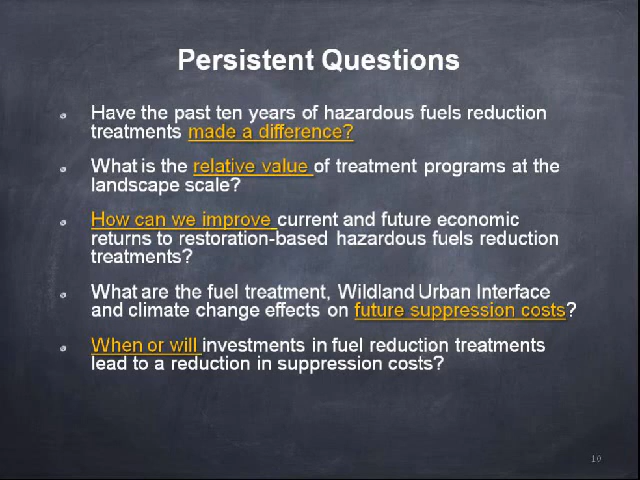 Persistent Questions
Have the past ten years of hazardous fuels reduction
treatments made a difference?
What is the relative value of treatment programs at the
landscape scale?
How can we improve current and future economic
returns to restoration-based hazardous fuels reduction
treatments?
What are the fuel treatment, Wildland Urban Interface
and climate change effects on future suppression costs?
When or will investments in fuel reduction treatments
lead to a reduction in suppression costs?
10